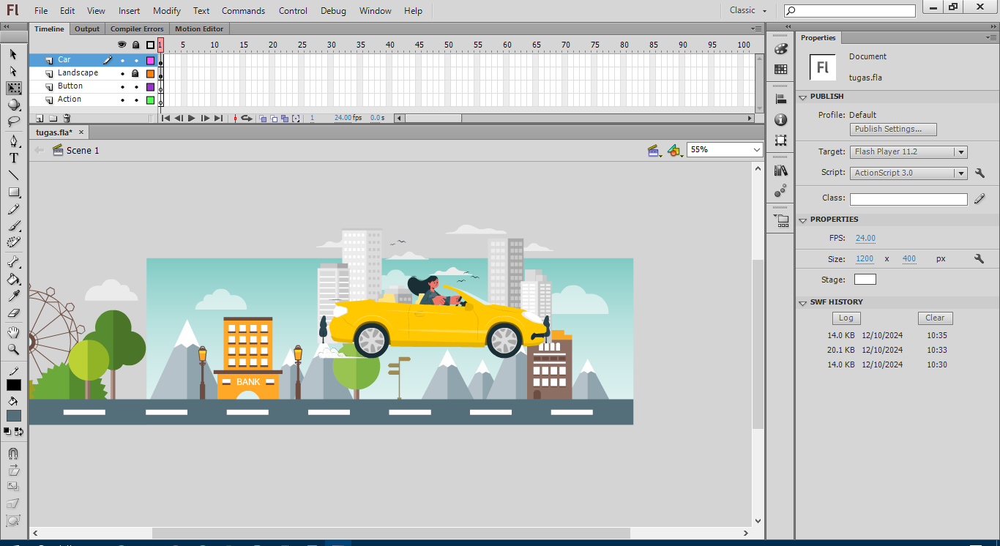 Fl File Edit View Insert Modify Text Commands Control Debug Window Help Classic
Timeline Output Compiler Errors Motion Editor
Properties
1 5 10 15 20 25 30 35 40 45 50 55 60 65 70 75 80 85 90 95 100
Car
Landscape
Button
Action
1 24.00 fps 0.0 s
tugas.fla* ×
Scene 1
55%
T
BANK
Fl
Document
tugas.fla
PUBLISH
Profile: Default
Publish Settings...
Target: Flash Player 11.2
Script: ActionScript 3.0
Class:
PROPERTIES
FPS: 24.00
Size: 1200 x 400 px
Stage:
SWF HISTORY
Log Clear
14.0 KB 12/10/2024 10:35
20.1 KB 12/10/2024 10:33
14.0 KB 12/10/2024 10:30